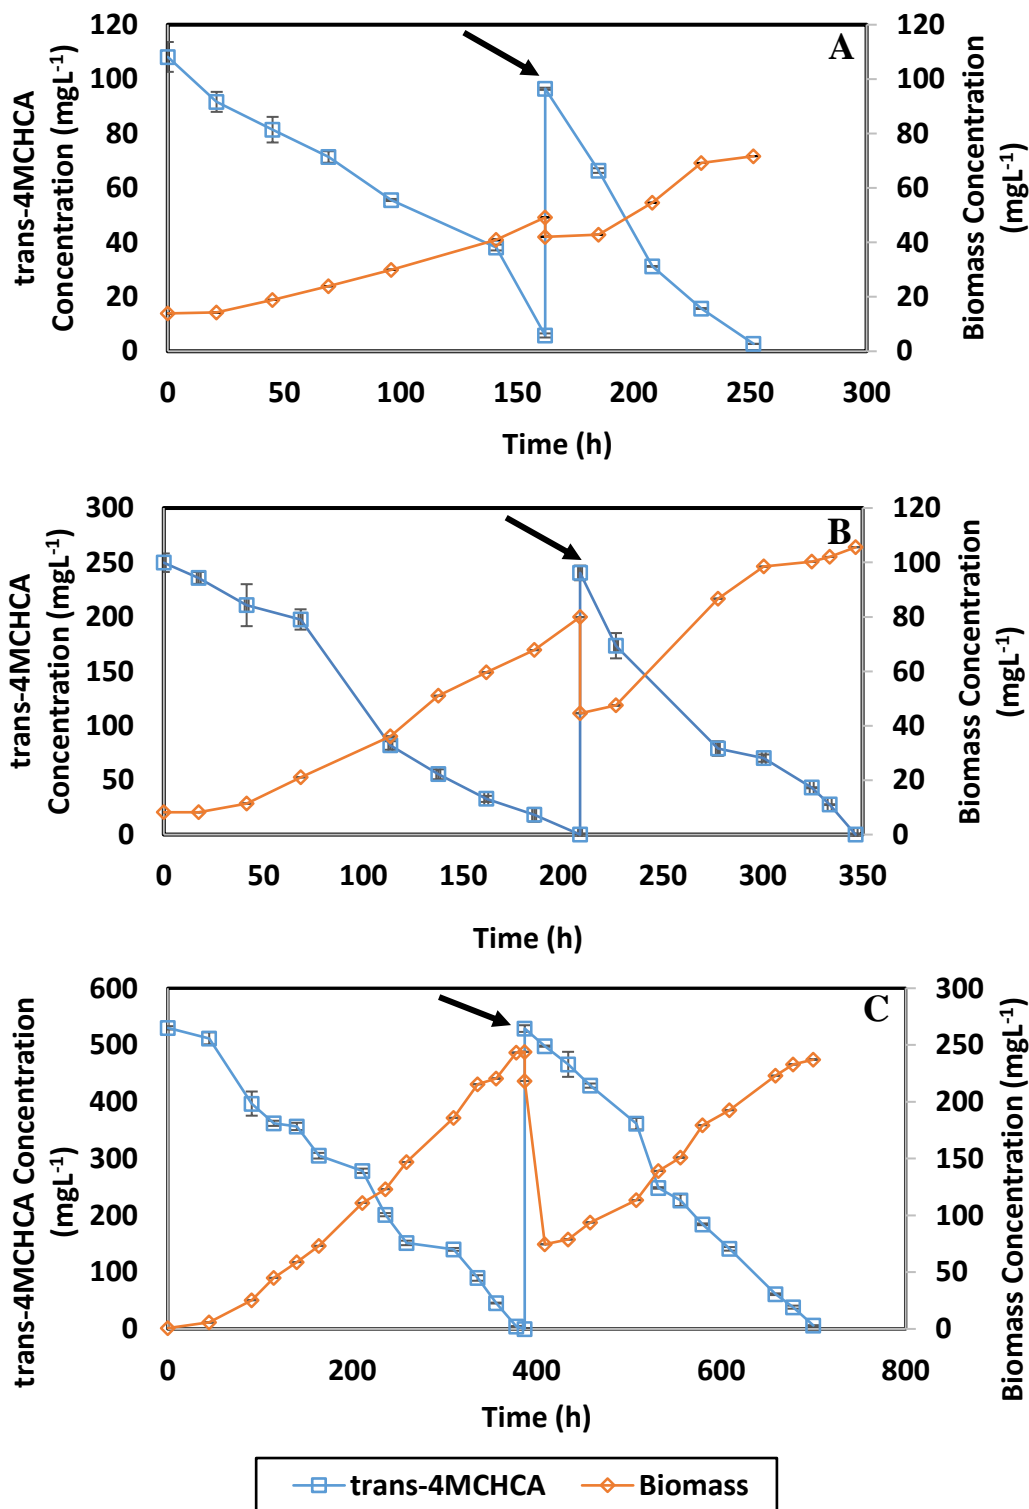 A
trans-4MCHCA
Concentration (mgL⁻¹)
120 100 80 60 40 20 0
120 100 80 60 40 20 0
Biomass Concentration
(mgL⁻¹)
0 50 100 150 200 250 300
Time (h)
B
trans-4MCHCA
Concentration (mgL⁻¹)
300 250 200 150 100 50 0
120 100 80 60 40 20 0
Biomass Concentration
(mgL⁻¹)
0 50 100 150 200 250 300 350
Time (h)
C
trans-4MCHCA Concentration
(mgL⁻¹)
600 500 400 300 200 100 0
300 250 200 150 100 50 0
Biomass Concentration (mgL⁻¹)
0 200 400 600 800
Time (h)
trans-4MCHCA Biomass